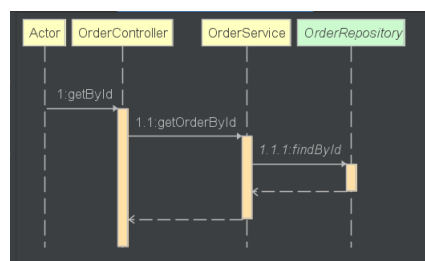 Actor OrderController OrderService OrderRepository
1:getById
1.1:getOrderById
1.1.1:findById